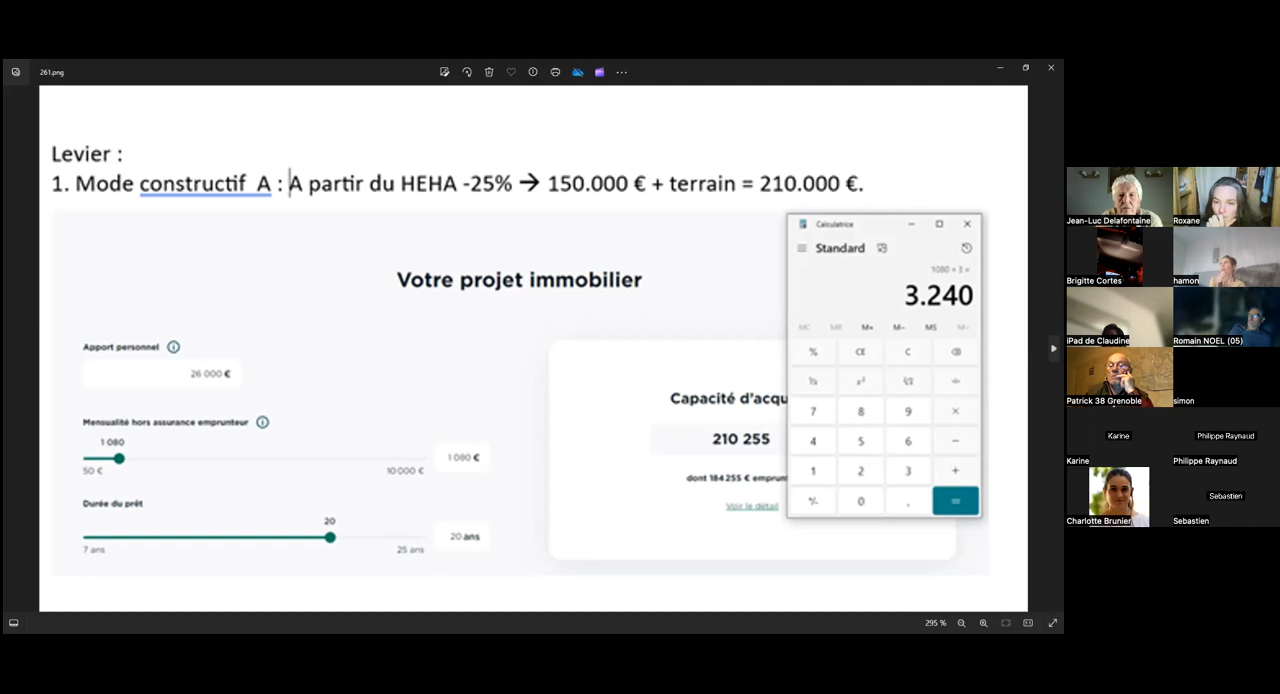 261.png
Levier :
1. Mode constructif A : A partir du HEHA -25% → 150.000 € + terrain = 210.000 €.
Votre projet immobilier
Apport personnel
26 000 €
Mensualité hors assurance emprunteur
1 080
1 080 €
50 €
10 000 €
Durée du prêt
20
20 ans
7 ans
25 ans
Capacité d'acqu
210 255
dont 184 255 € emprunt
Voir le détail
Calculatrice
Standard
1080 × 3 =
3.240
MC MR M+ M- MS M~
% CE C
7 8 9 ×
4 5 6 −
1 2 3 +
+/- 0 , =
295 %
Jean-Luc Delafontaine
Roxane
Brigitte Cortes
hamon
iPad de Claudine
Romain NOEL (05)
Patrick 38 Grenoble
simon
Karine
Philippe Raynaud
Karine
Philippe Raynaud
Sebastien
Charlotte Brunier
Sebastien